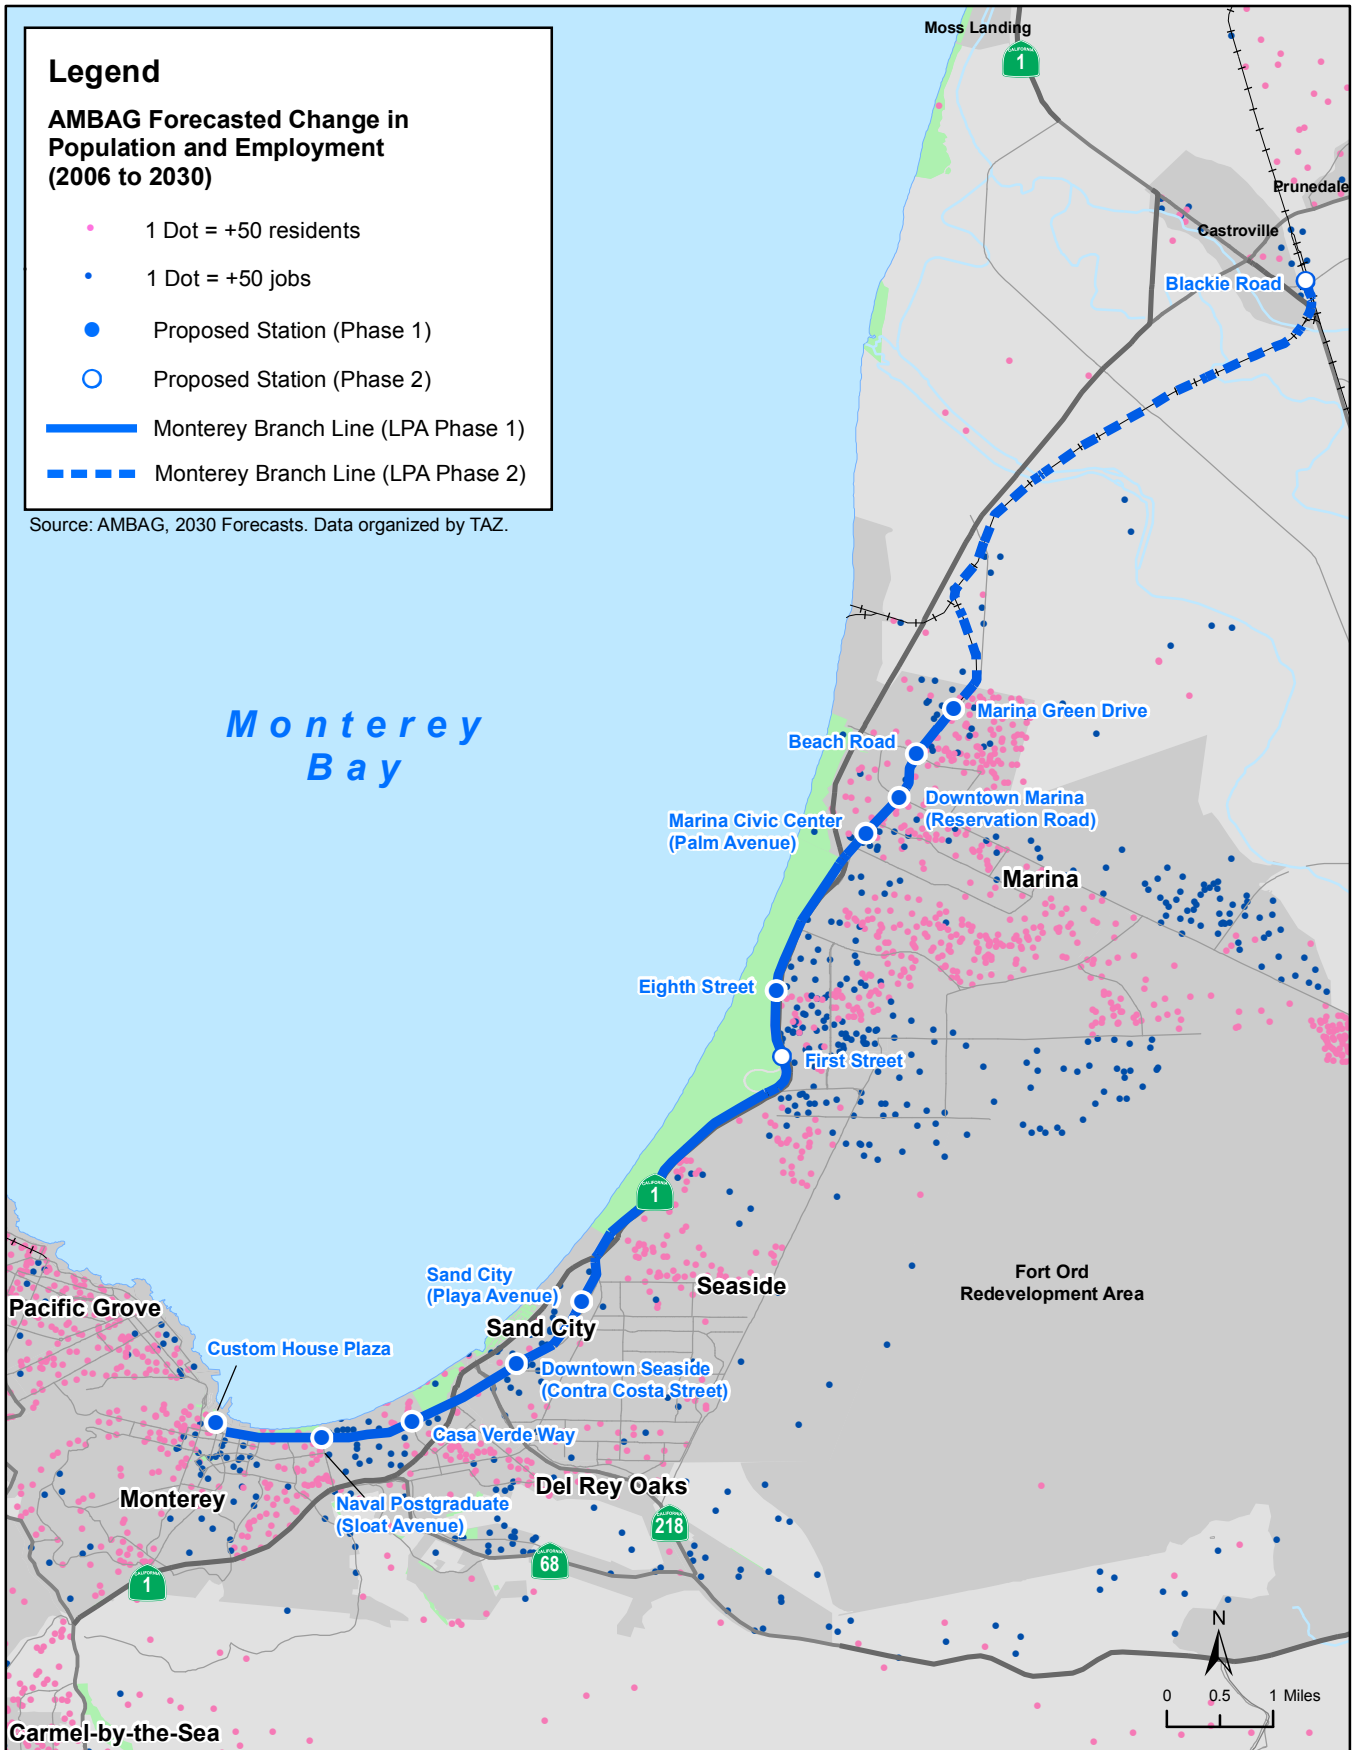 Legend
AMBAG Forecasted Change in
Population and Employment
(2006 to 2030)
1 Dot = +50 residents
1 Dot = +50 jobs
Proposed Station (Phase 1)
Proposed Station (Phase 2)
Monterey Branch Line (LPA Phase 1)
Monterey Branch Line (LPA Phase 2)
Source: AMBAG, 2030 Forecasts. Data organized by TAZ.
Moss Landing
CALIFORNIA
1
Prunedale
Castroville
Blackie Road
Monterey
Bay
Marina Green Drive
Beach Road
Downtown Marina
(Reservation Road)
Marina Civic Center
(Palm Avenue)
Marina
Eighth Street
First Street
CALIFORNIA
1
Fort Ord
Redevelopment Area
Seaside
Sand City
(Playa Avenue)
Sand City
Pacific Grove
Custom House Plaza
Downtown Seaside
(Contra Costa Street)
Casa Verde Way
Del Rey Oaks
Monterey
Naval Postgraduate
(Sloat Avenue)
CALIFORNIA
218
CALIFORNIA
68
CALIFORNIA
1
N
0 0.5 1 Miles
Carmel-by-the-Sea